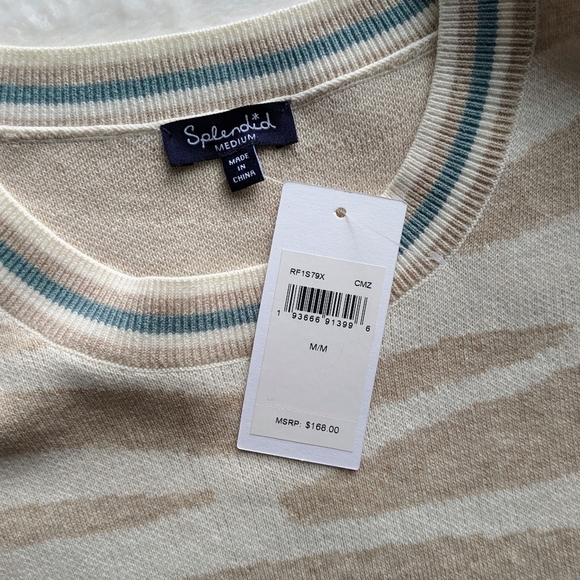 Splendid
MEDIUM
MADE
IN
CHINA
RF1S79X CMZ
1 93666 91399 6
M/M
MSRP: $168.00